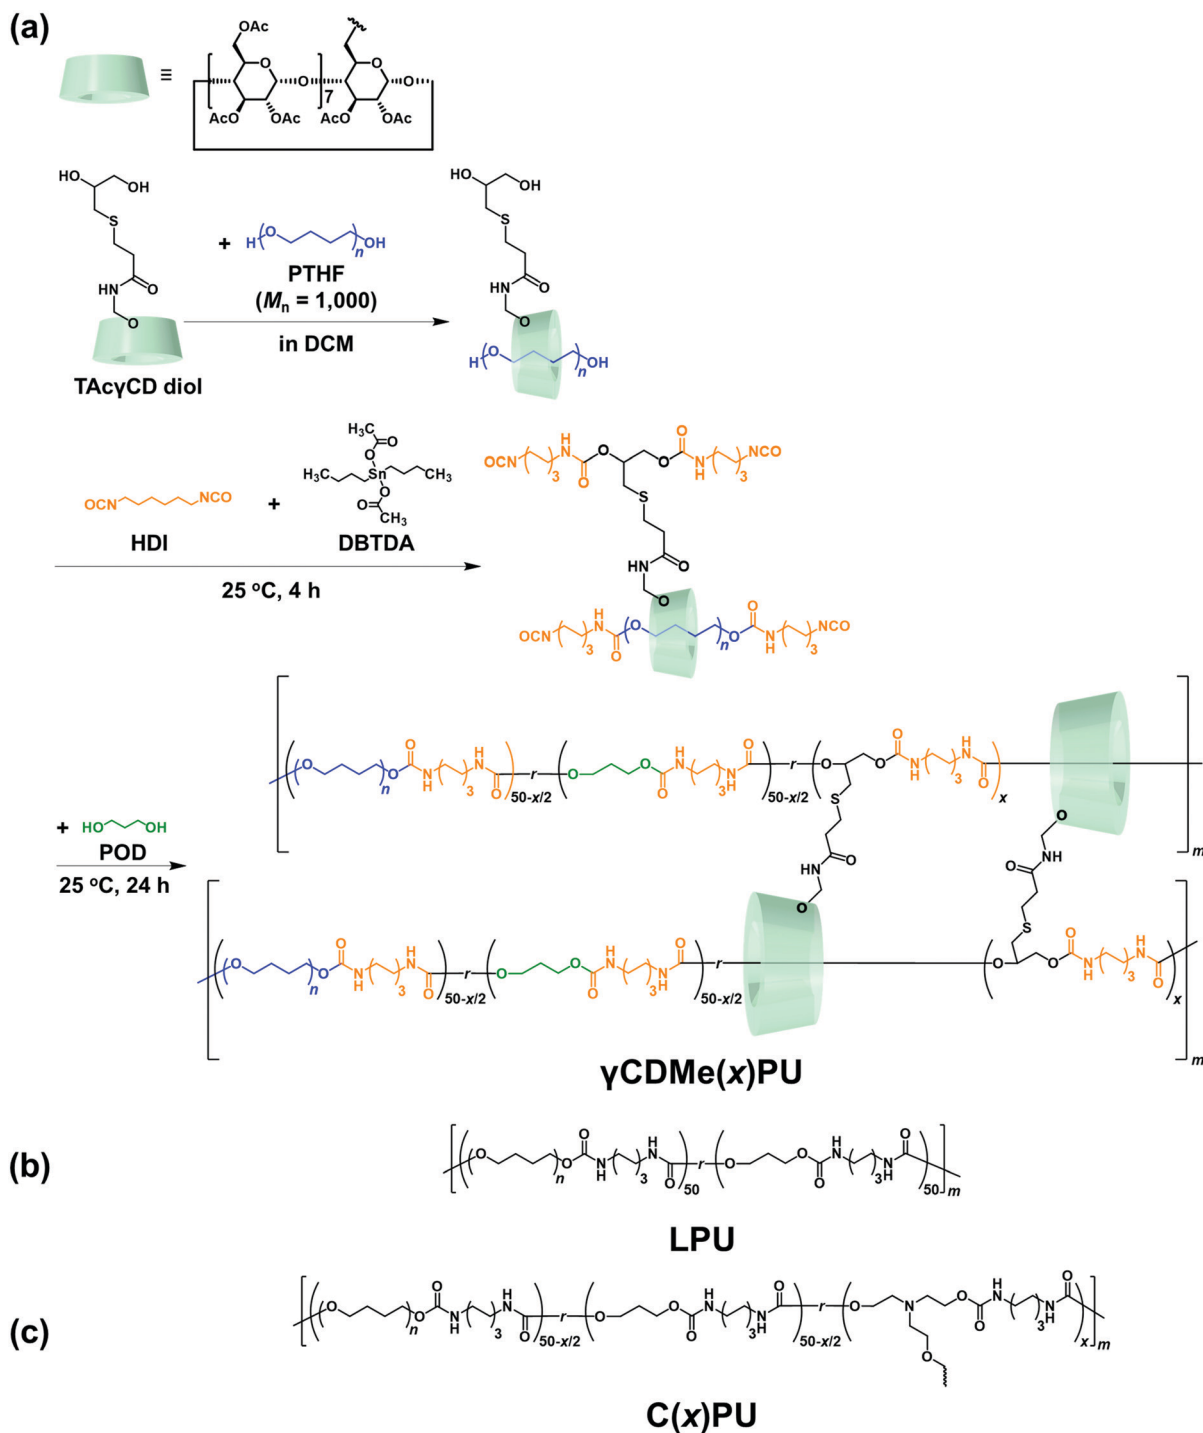 (a)
OAc
AcO OAc 7 AcO OAc
≡
HO OH
S
HN O
O
TAcγCD diol
+
H(O )n OH
PTHF
(Mn = 1,000)
in DCM
HO OH
S
HN O
O
H(O )n OH
OCN NCO
HDI
+
H3C O
O
H3C Sn CH3
O
O CH3
DBTDA
25 oC, 4 h
OCN ( )3 H N O O O O N H ( )3 NCO
S
HN O
O
OCN ( )3 H N O (O )n O O N H ( )3 NCO
+ HO OH
POD
25 oC, 24 h
[((O )n O O N H ( )3 H N O)50-x/2 r (O O O N H ( )3 H N O)50-x/2 r (O O O N H ( )3 H N O)x ]m
S
HN O
O
O
O NH
S
[((O )n O O N H ( )3 H N O)50-x/2 r (O O O N H ( )3 H N O)50-x/2 r (O O O N H ( )3 H N O)x ]m
γCDMe(x)PU
(b)
[((O )n O O N H ( )3 H N O)50 r (O O O N H ( )3 H N O)50]m
LPU
(c)
[((O )n O O N H ( )3 H N O)50-x/2 r (O O O N H ( )3 H N O)50-x/2 r (O N O O N H ( )3 H N O)x]m
O
C(x)PU